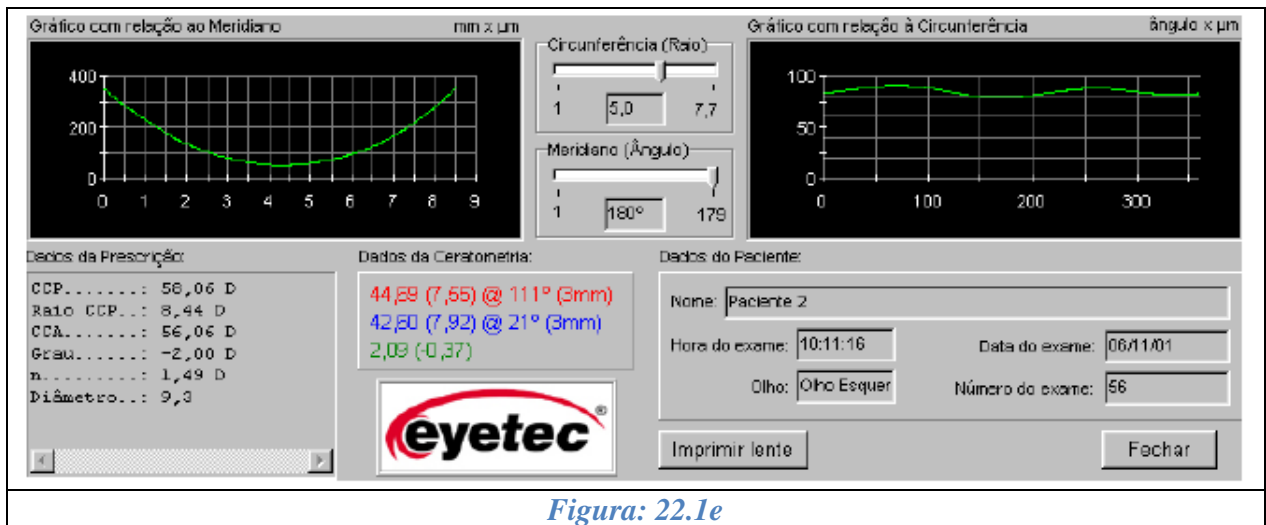 Gráfico com relação ao Meridiano mm x µm
400
200
0
0 1 2 3 4 5 6 7 8 9
Circunferência (Raio)
1 5,0 7,7
Meridiano (Ângulo)
1 180º 179
Gráfico com relação à Circunferência ângulo x µm
100
50
0
0 100 200 300
Dados da Prescrição:
CCP.......: 58,06 D
Raio CCP..: 8,44 D
CCA.......: 56,06 D
Grau......: -2,00 D
n.........: 1,49 D
Diâmetro..: 9,3
Dados da Ceratometria:
44,69 (7,55) @ 111º (3mm)
42,60 (7,92) @ 21º (3mm)
2,09 (-0,37)
eyetec®
Dados do Paciente:
Nome: Paciente 2
Hora do exame: 10:11:16 Data do exame: 06/11/01
Olho: Olho Esquer Número do exame: 56
Imprimir lente Fechar
Figura: 22.1e